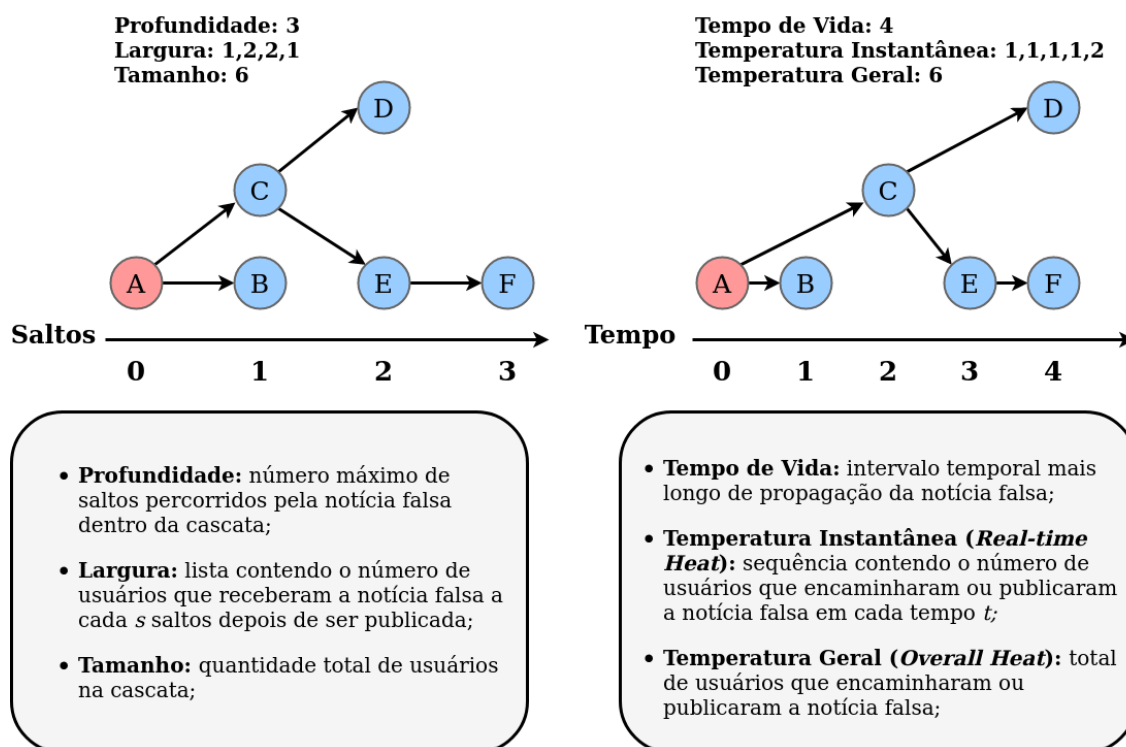 Profundidade: 3
Largura: 1,2,2,1
Tamanho: 6
D
C
A
B
E
F
Saltos
0 1 2 3
• Profundidade: número máximo de
saltos percorridos pela notícia falsa
dentro da cascata;
• Largura: lista contendo o número de
usuários que receberam a notícia falsa a
cada s saltos depois de ser publicada;
• Tamanho: quantidade total de usuários
na cascata;
Tempo de Vida: 4
Temperatura Instantânea: 1,1,1,1,2
Temperatura Geral: 6
D
C
A
B
E
F
Tempo
0 1 2 3 4
• Tempo de Vida: intervalo temporal mais
longo de propagação da notícia falsa;
• Temperatura Instantânea (Real-time
Heat): sequência contendo o número de
usuários que encaminharam ou publicaram
a notícia falsa em cada tempo t;
• Temperatura Geral (Overall Heat): total
de usuários que encaminharam ou
publicaram a notícia falsa;